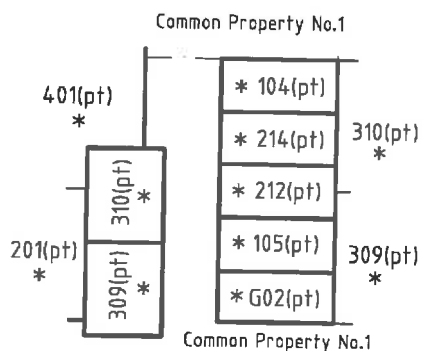 Common Property No.1
401(pt)
*
* 104(pt)
* 214(pt)
310(pt)
*
310(pt)
*
* 212(pt)
201(pt)
*
309(pt)
*
* 105(pt)
309(pt)
*
* G02(pt)
Common Property No.1